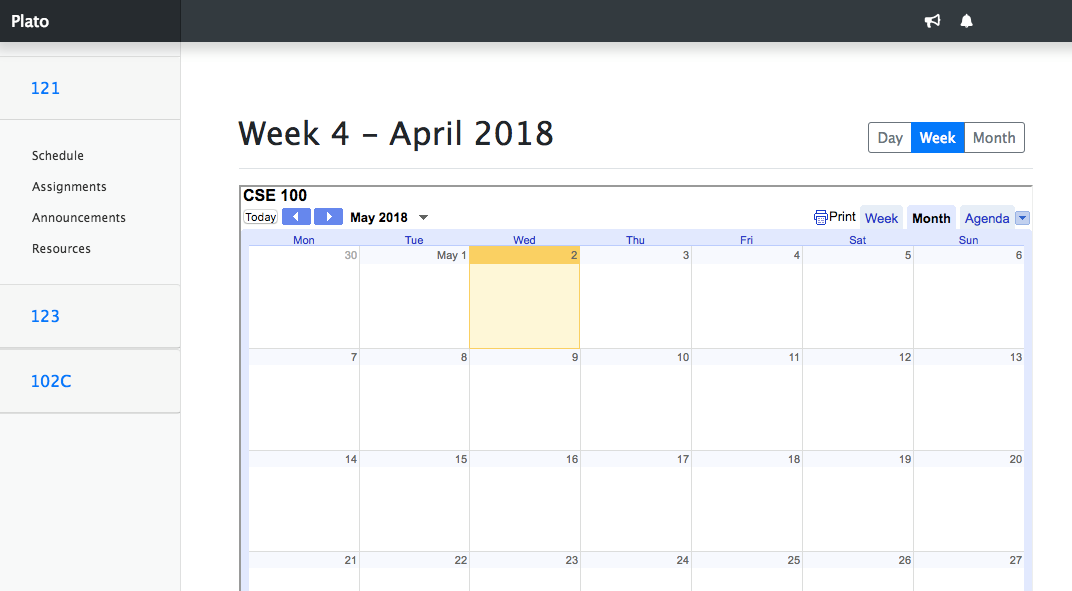 Plato
121
Schedule
Assignments
Announcements
Resources
123
102C
Week 4 – April 2018
Day Week Month
CSE 100
Today May 2018 Print Week Month Agenda
Mon Tue Wed Thu Fri Sat Sun
30 May 1 2 3 4 5 6
7 8 9 10 11 12 13
14 15 16 17 18 19 20
21 22 23 24 25 26 27